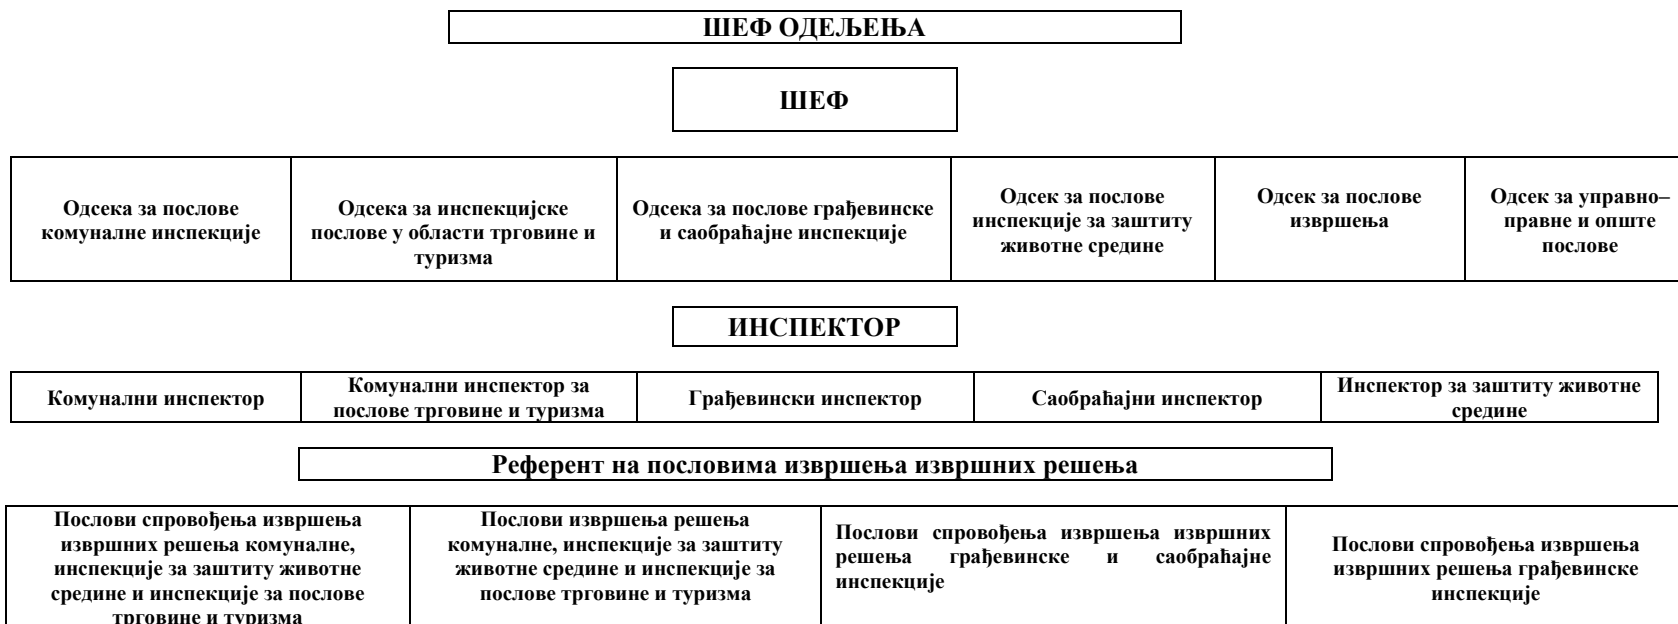 ШЕФ ОДЕЉЕЊА
ШЕФ
Одсека за послове
комуналне инспекције
Одсека за инспекцијске
послове у области трговине и
туризма
Одсека за послове грађевинске
и саобраћајне инспекције
Одсек за послове
инспекције за заштиту
животне средине
Одсек за послове
извршења
Одсек за управно–
правне и опште
послове
ИНСПЕКТОР
Комунални инспектор
Комунални инспектор за
послове трговине и туризма
Грађевински инспектор
Саобраћајни инспектор
Инспектор за заштиту животне
средине
Референт на пословима извршења извршних решења
Послови спровођења извршења
извршних решења комуналне,
инспекције за заштиту животне
средине и инспекције за послове
трговине и туризма
Послови извршења решења
комуналне, инспекције за заштиту
животне средине и инспекције за
послове трговине и туризма
Послови спровођења извршења извршних
решења грађевинске и саобраћајне
инспекције
Послови спровођења извршења
извршних решења грађевинске
инспекције